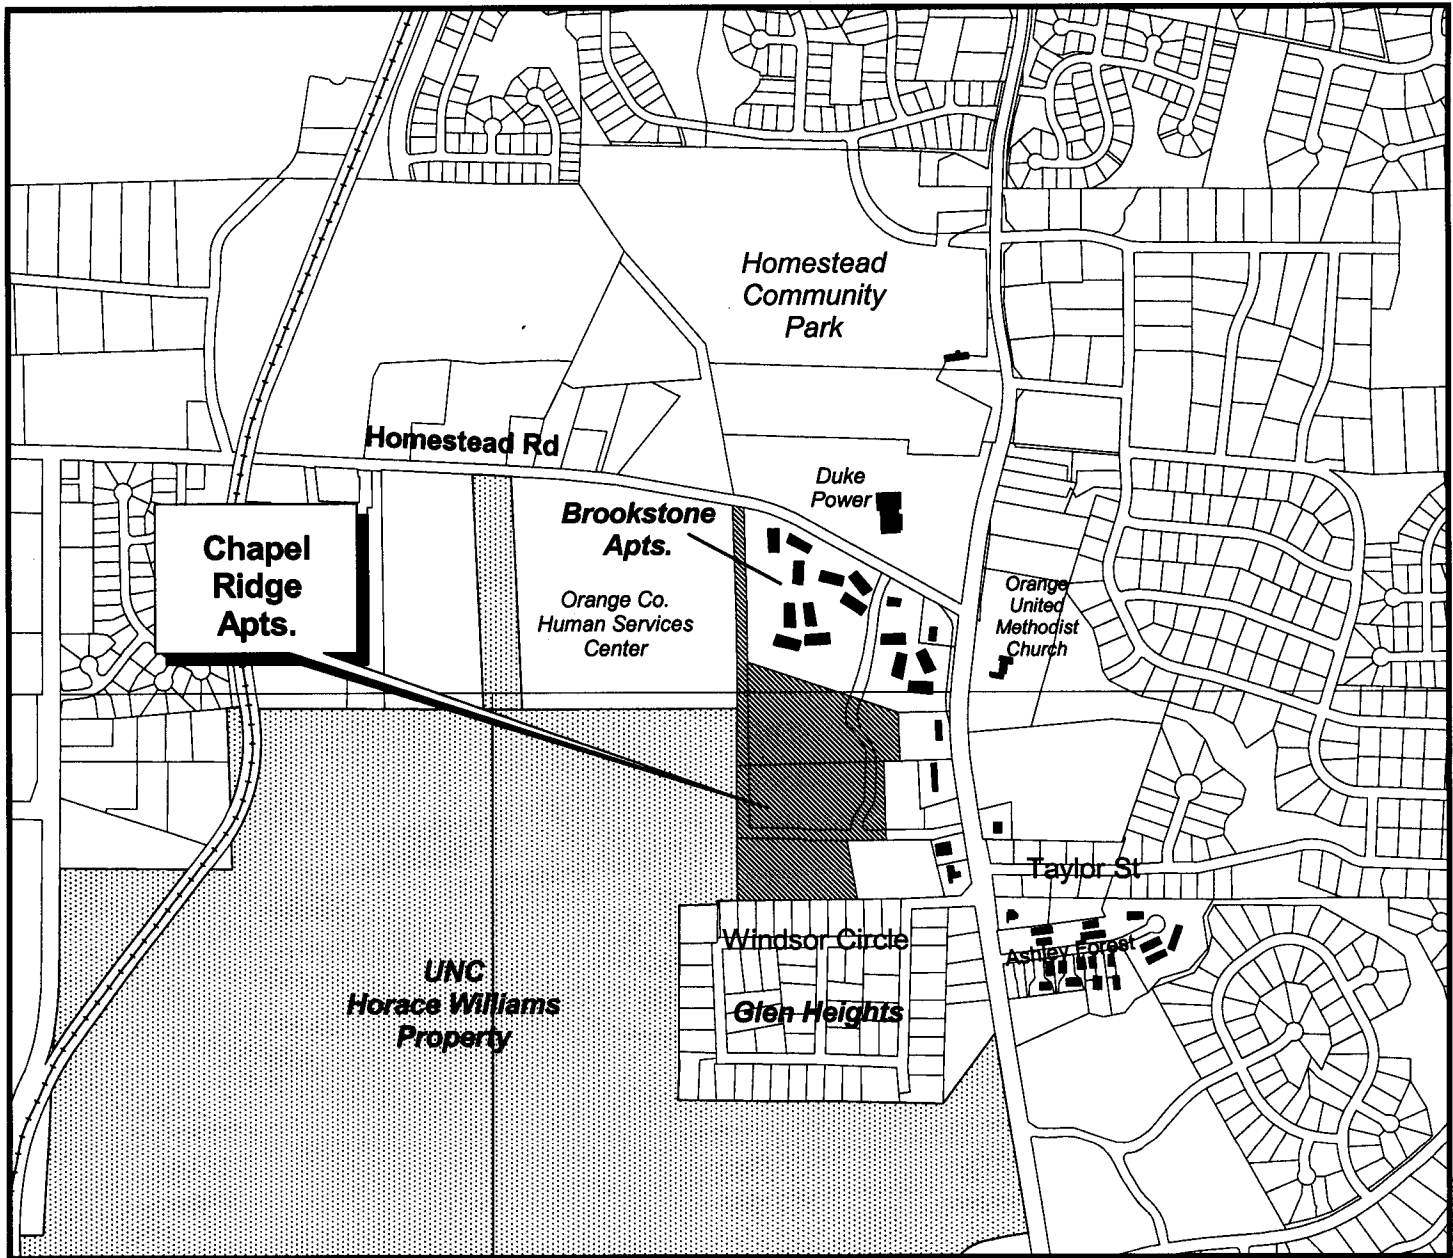 Homestead
Community
Park
Homestead Rd
Duke
Power
Brookstone
Apts.
Chapel
Ridge
Apts.
Orange Co.
Human Services
Center
Orange
United
Methodist
Church
Taylor St
Windsor Circle
Ashley Forest
UNC
Horace Williams
Property
Glen Heights